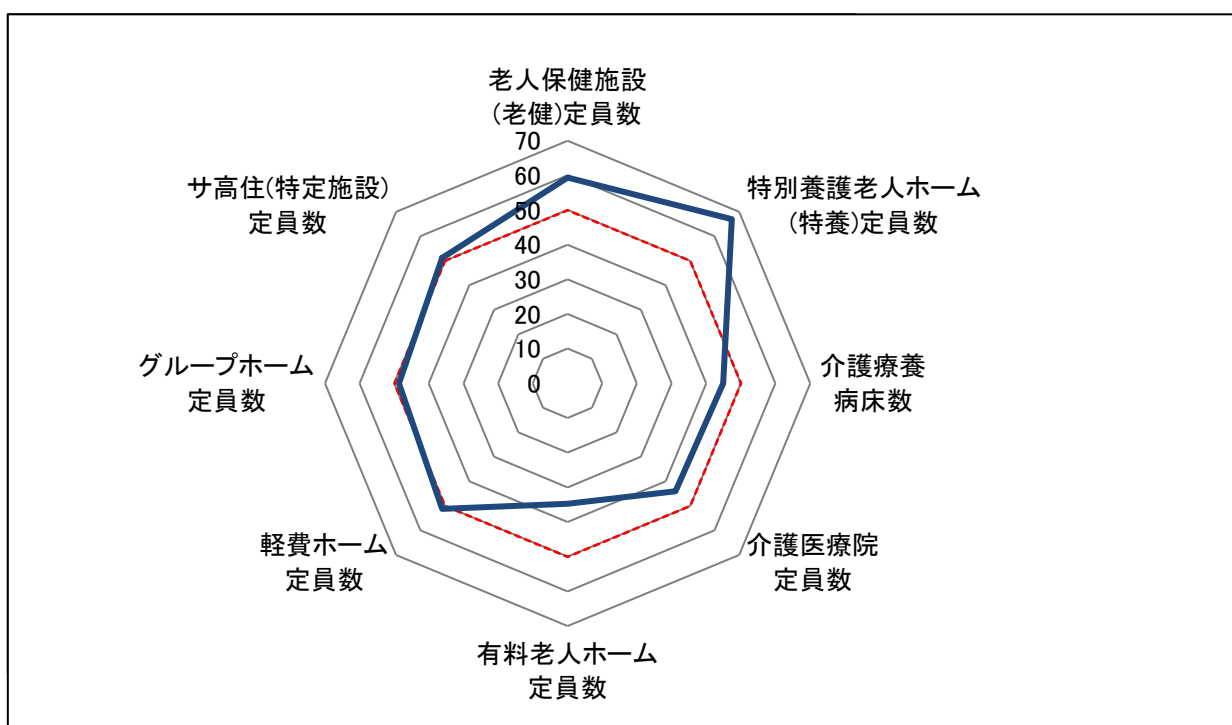 老人保健施設
(老健)定員数
特別養護老人ホーム
(特養)定員数
介護療養
病床数
介護医療院
定員数
有料老人ホーム
定員数
軽費ホーム
定員数
グループホーム
定員数
サ高住(特定施設)
定員数
70
60
50
40
30
20
10
0